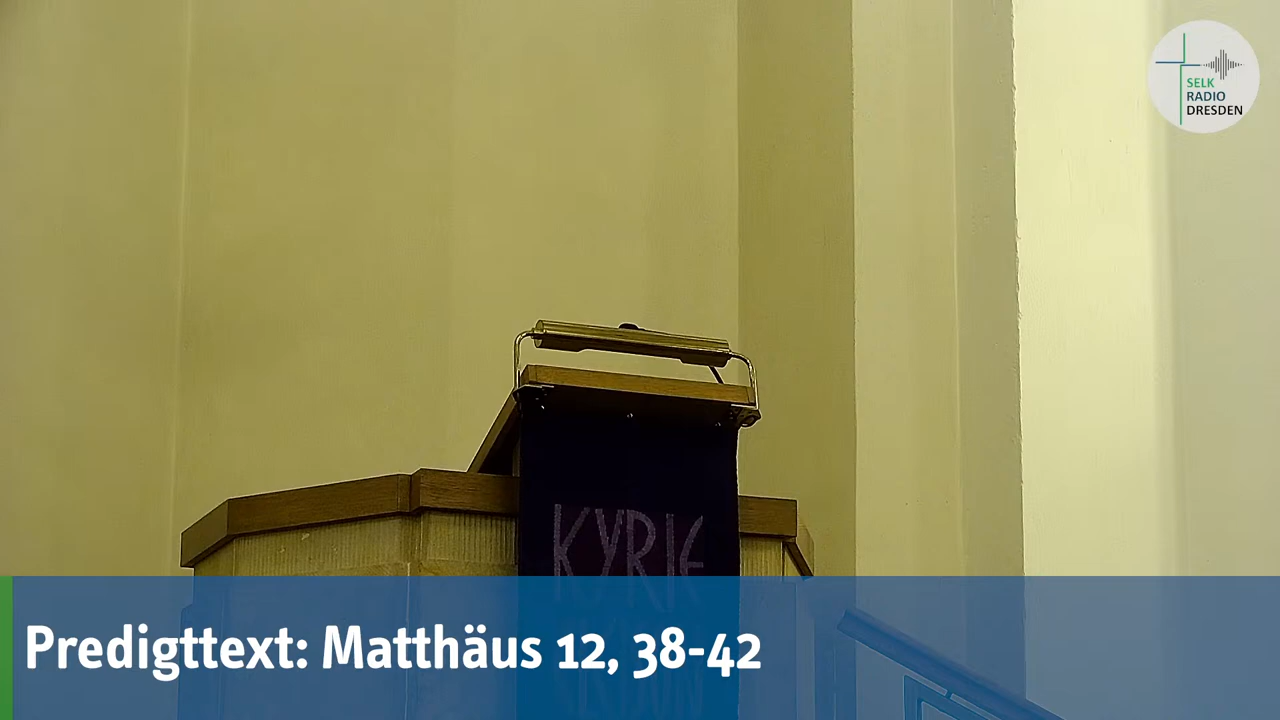 SELK
RADIO
DRESDEN
KYRIE
Predigttext: Matthäus 12, 38-42